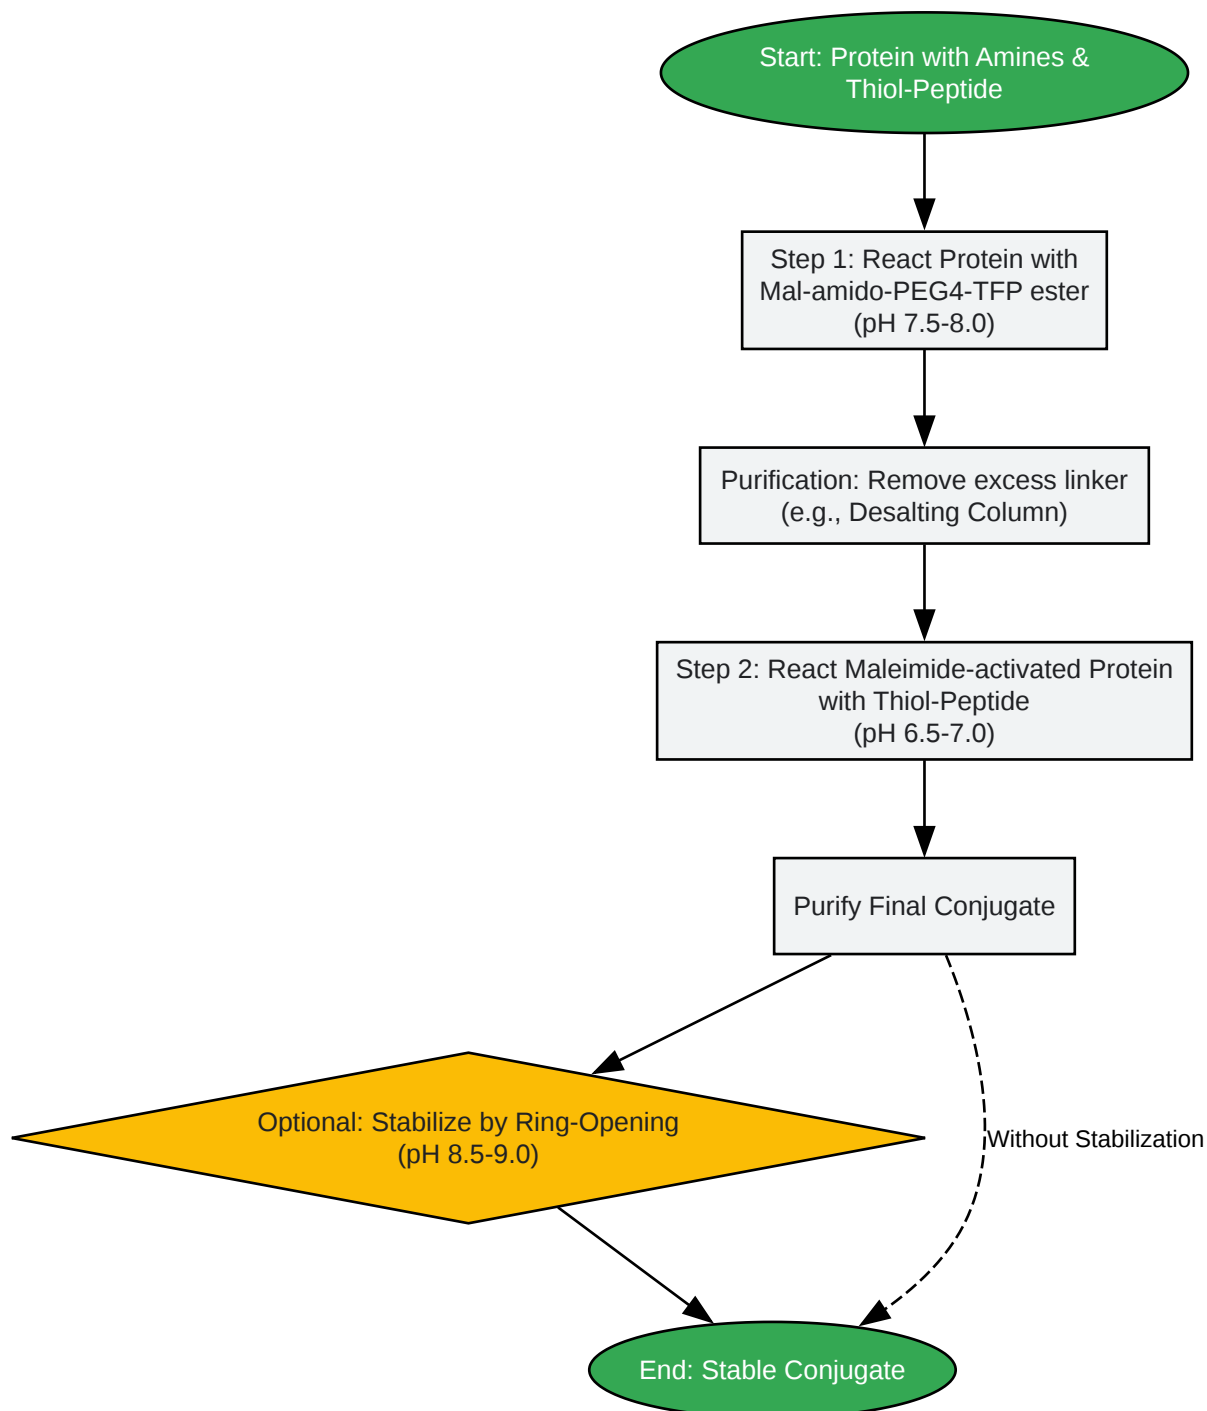 Start: Protein with Amines &
Thiol-Peptide
Step 1: React Protein with
Mal-amido-PEG4-TFP ester
(pH 7.5-8.0)
Purification: Remove excess linker
(e.g., Desalting Column)
Step 2: React Maleimide-activated Protein
with Thiol-Peptide
(pH 6.5-7.0)
Purify Final Conjugate
Optional: Stabilize by Ring-Opening
(pH 8.5-9.0)
Without Stabilization
End: Stable Conjugate